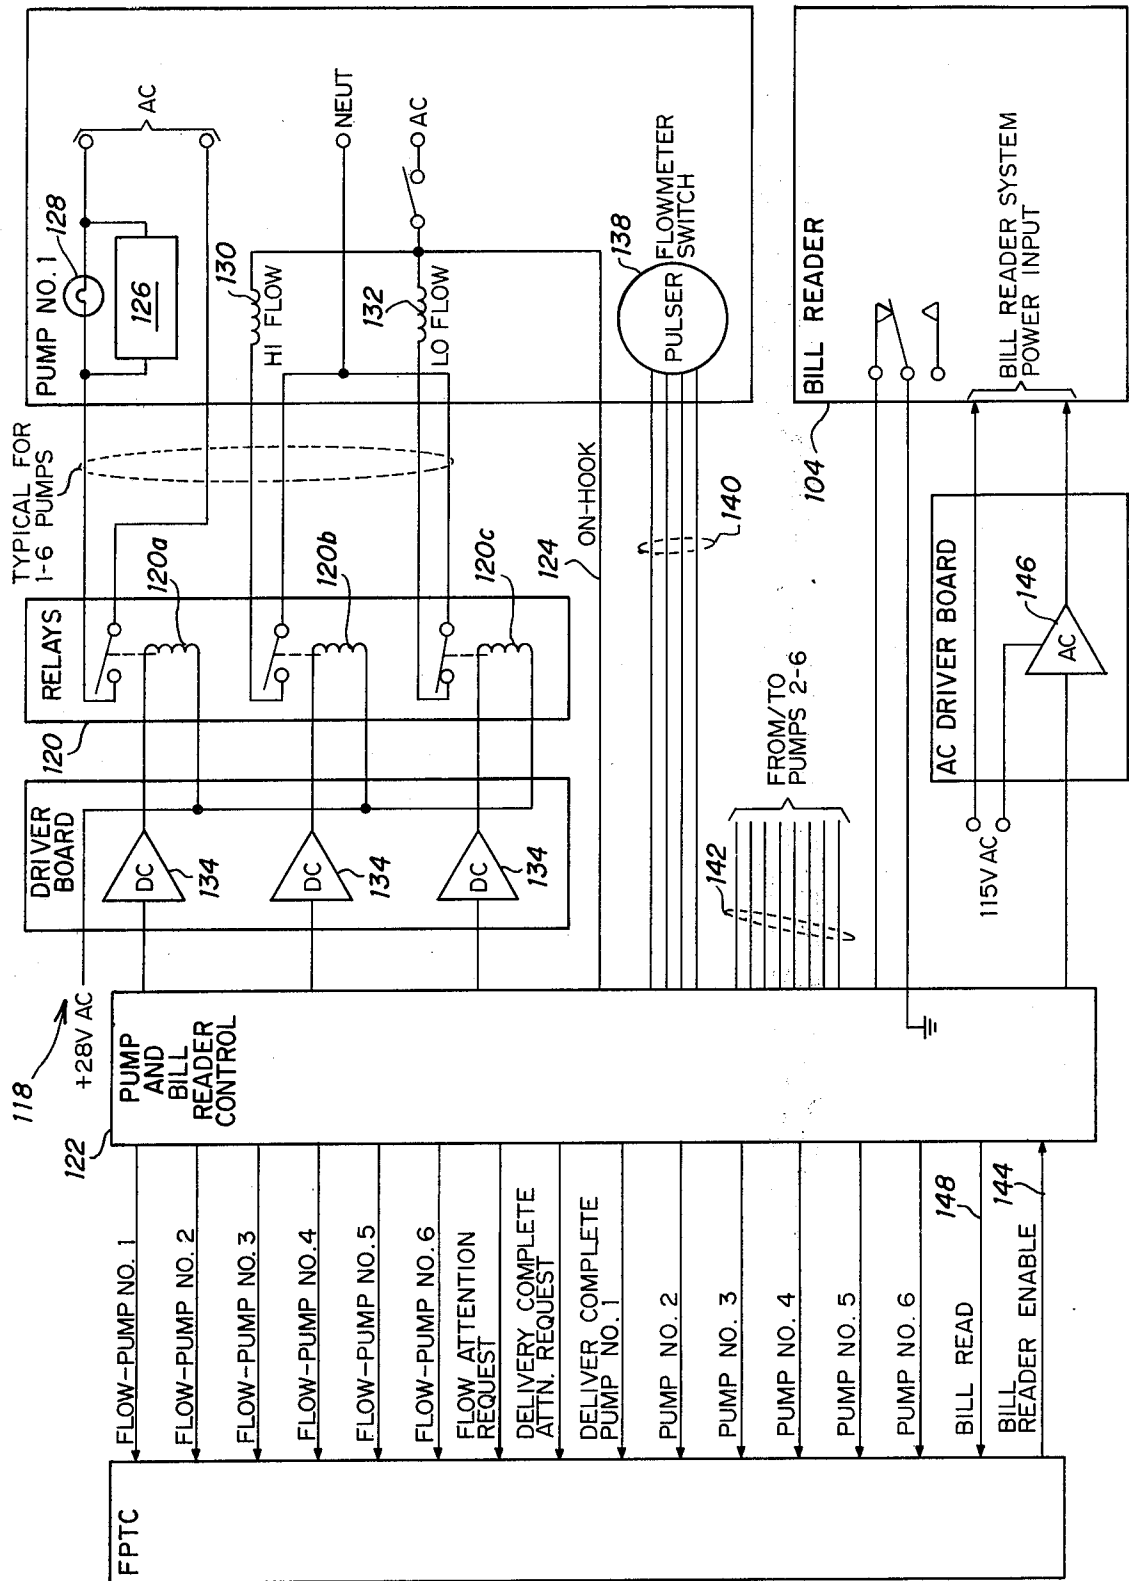 PUMP NO. 1
128
126
AC
130
HI FLOW
NEUT
AC
132
LO FLOW
138
PULSER
FLOWMETER
SWITCH
BILL READER
104
BILL READER SYSTEM
POWER INPUT
TYPICAL FOR
1-6 PUMPS
RELAYS
120
120a
120b
120c
124
ON-HOOK
140
AC DRIVER BOARD
146
AC
115V AC
DRIVER
BOARD
DC
134
DC
134
DC
134
142
FROM/TO
PUMPS 2-6
118
+28V AC
122
PUMP
AND
BILL
READER
CONTROL
FLOW-PUMP NO. 1
FLOW-PUMP NO. 2
FLOW-PUMP NO. 3
FLOW-PUMP NO. 4
FLOW-PUMP NO. 5
FLOW-PUMP NO. 6
FLOW ATTENTION
REQUEST
DELIVERY COMPLETE
ATTN. REQUEST
DELIVER COMPLETE
PUMP NO. 1
PUMP NO. 2
PUMP NO. 3
PUMP NO. 4
PUMP NO. 5
PUMP NO. 6
BILL READ
148
BILL
READER ENABLE
144
FPTC